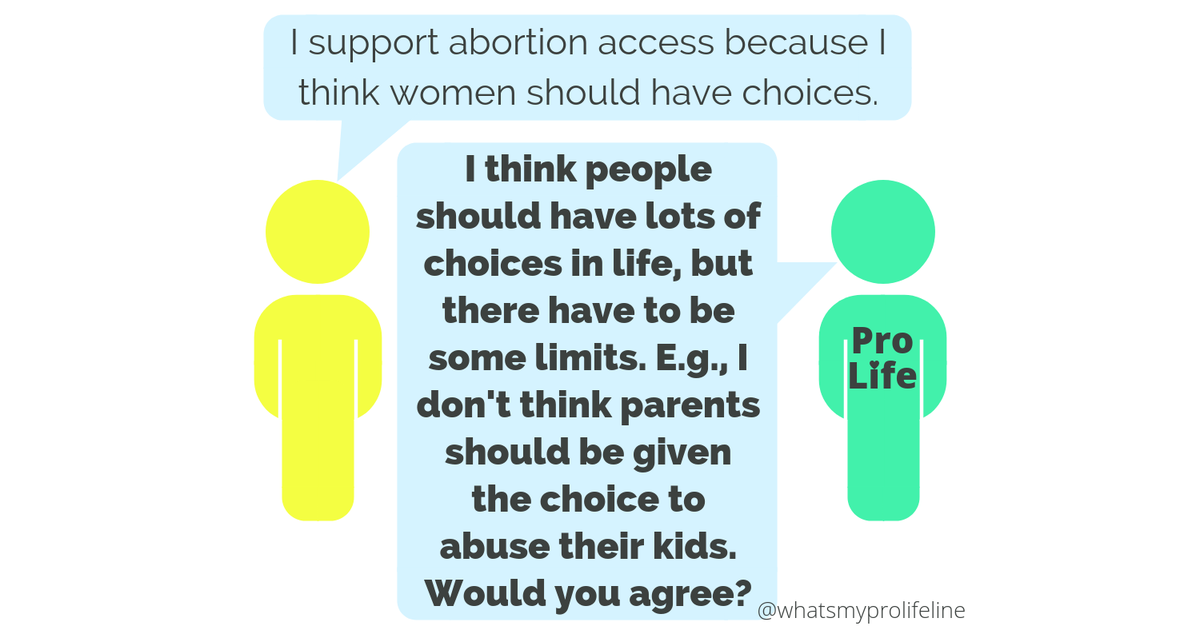 I support abortion access because I
think women should have choices.
I think people
should have lots of
choices in life, but
there have to be
some limits. E.g., I
don't think parents
should be given
the choice to
abuse their kids.
Would you agree?
Pro
Life
@whatsmyprolifeline